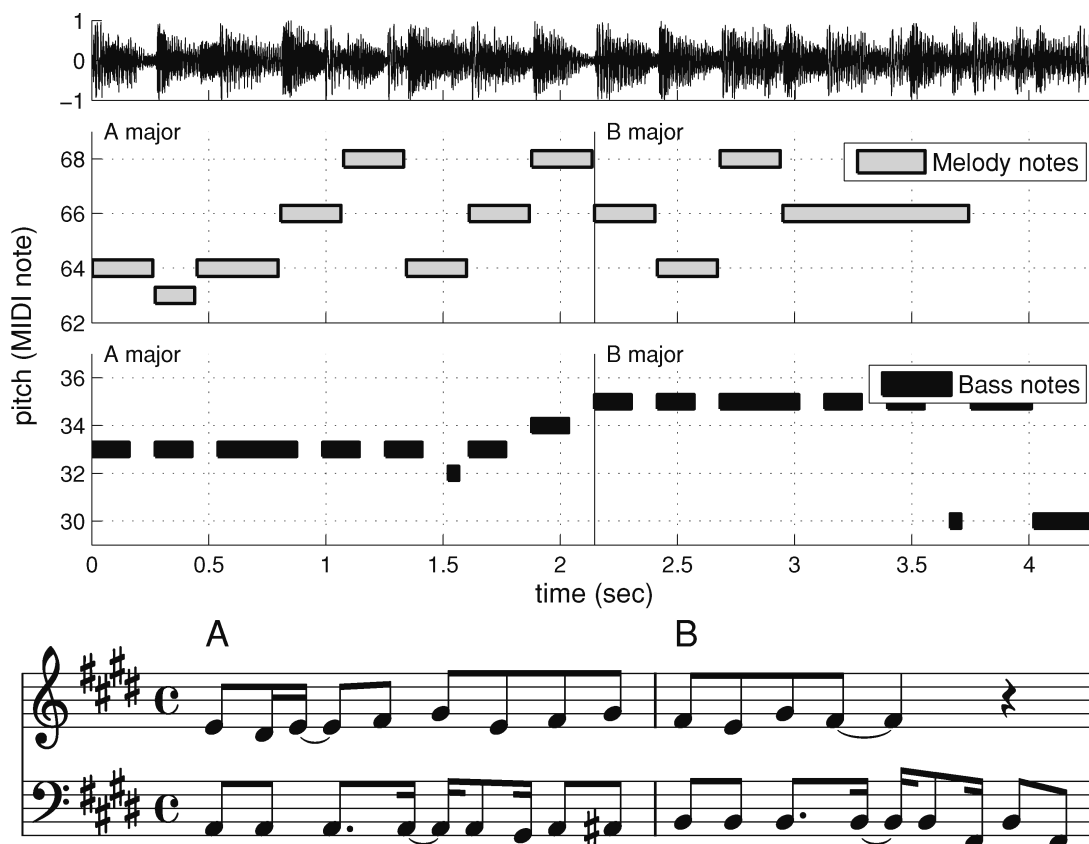 1
0
−1
A major
B major
68
66
64
62
Melody notes
pitch (MIDI note)
A major
B major
36
34
32
30
Bass notes
0 0.5 1 1.5 2 2.5 3 3.5 4
time (sec)
A B